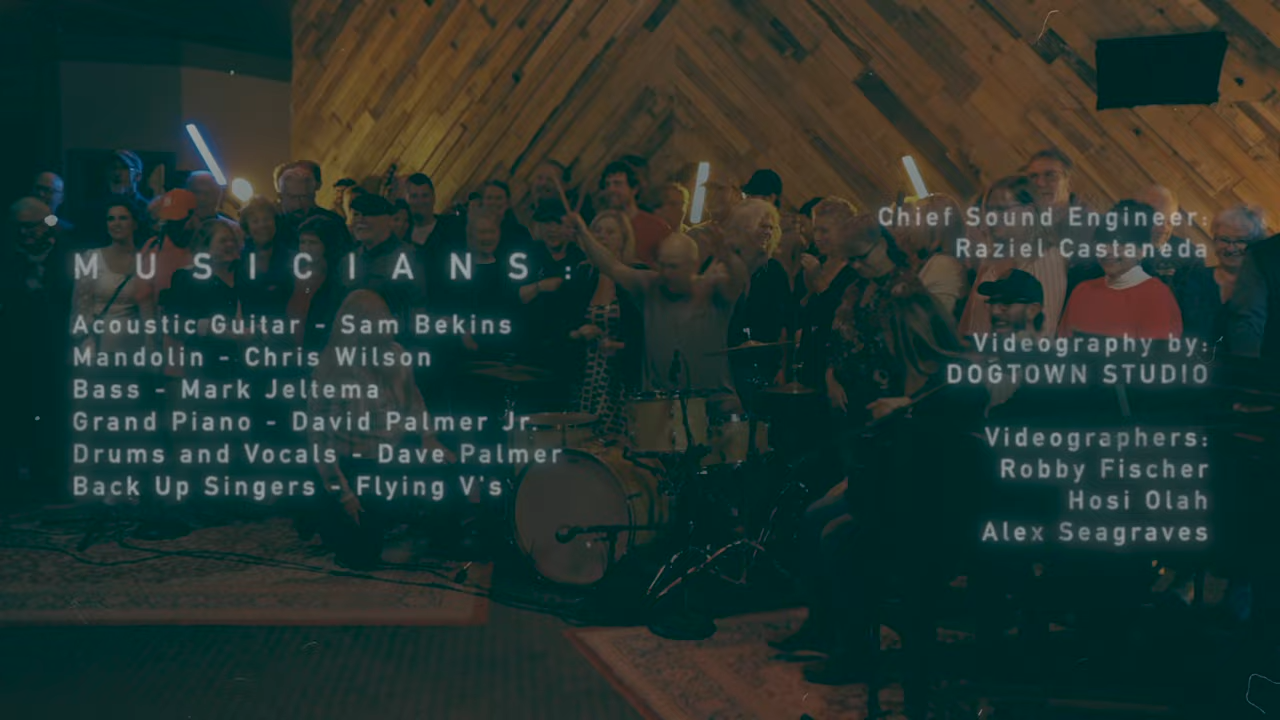 MUSICIANS:
Acoustic Guitar - Sam Bekins
Mandolin - Chris Wilson
Bass - Mark Jeltema
Grand Piano - David Palmer Jr.
Drums and Vocals - Dave Palmer
Back Up Singers - Flying V's
Chief Sound Engineer:
Raziel Castaneda
Videography by:
DOGTOWN STUDIO
Videographers:
Robby Fischer
Hosi Olah
Alex Seagraves